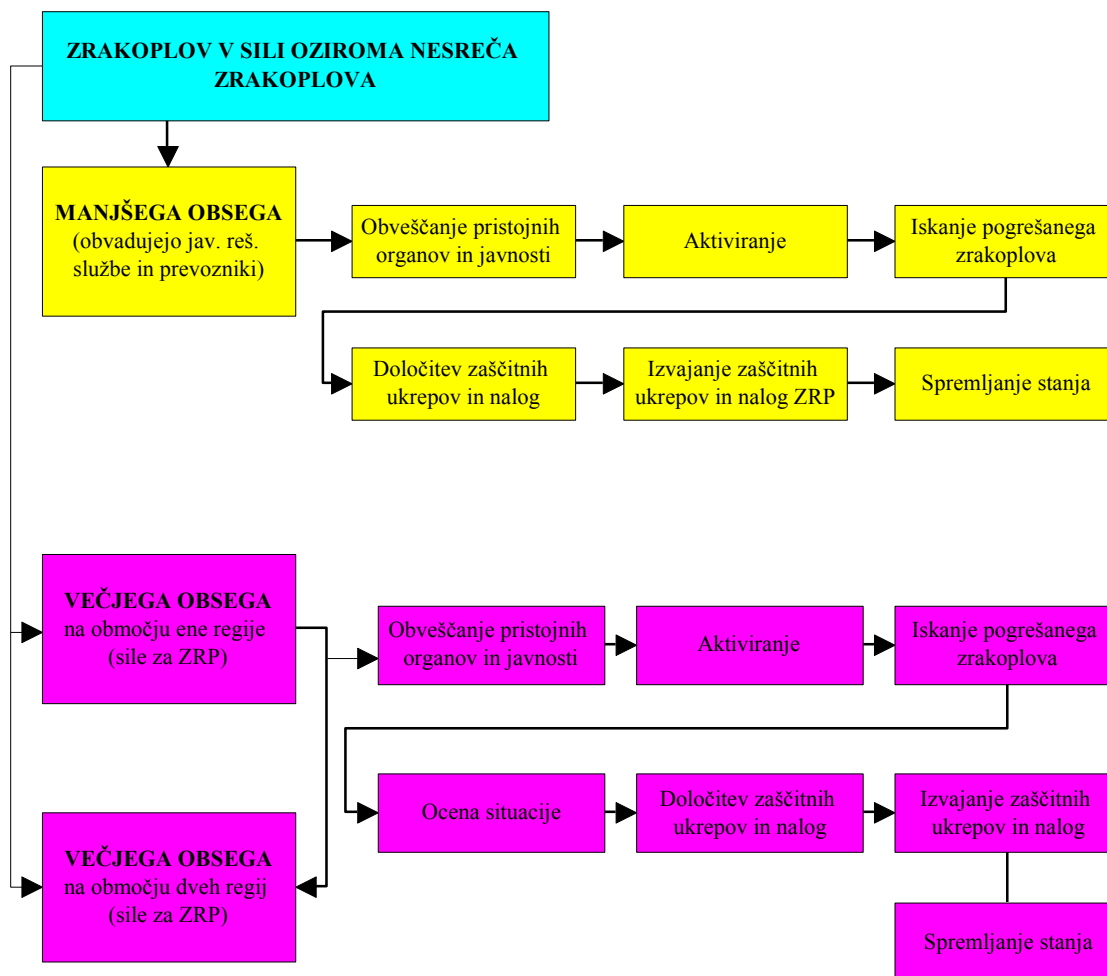 ZRAKOPLOV V SILI OZIROMA NESREČA
ZRAKOPLOVA
MANJŠEGA OBSEGA
(obvadujejo jav. reš.
službe in prevozniki)
Obveščanje pristojnih
organov in javnosti
Aktiviranje
Iskanje pogrešanega
zrakoplova
Določitev zaščitnih
ukrepov in nalog
Izvajanje zaščitnih
ukrepov in nalog ZRP
Spremljanje stanja
VEČJEGA OBSEGA
na območju ene regije
(sile za ZRP)
Obveščanje pristojnih
organov in javnosti
Aktiviranje
Iskanje pogrešanega
zrakoplova
Ocena situacije
Določitev zaščitnih
ukrepov in nalog
Izvajanje zaščitnih
ukrepov in nalog
VEČJEGA OBSEGA
na območju dveh regij
(sile za ZRP)
Spremljanje stanja